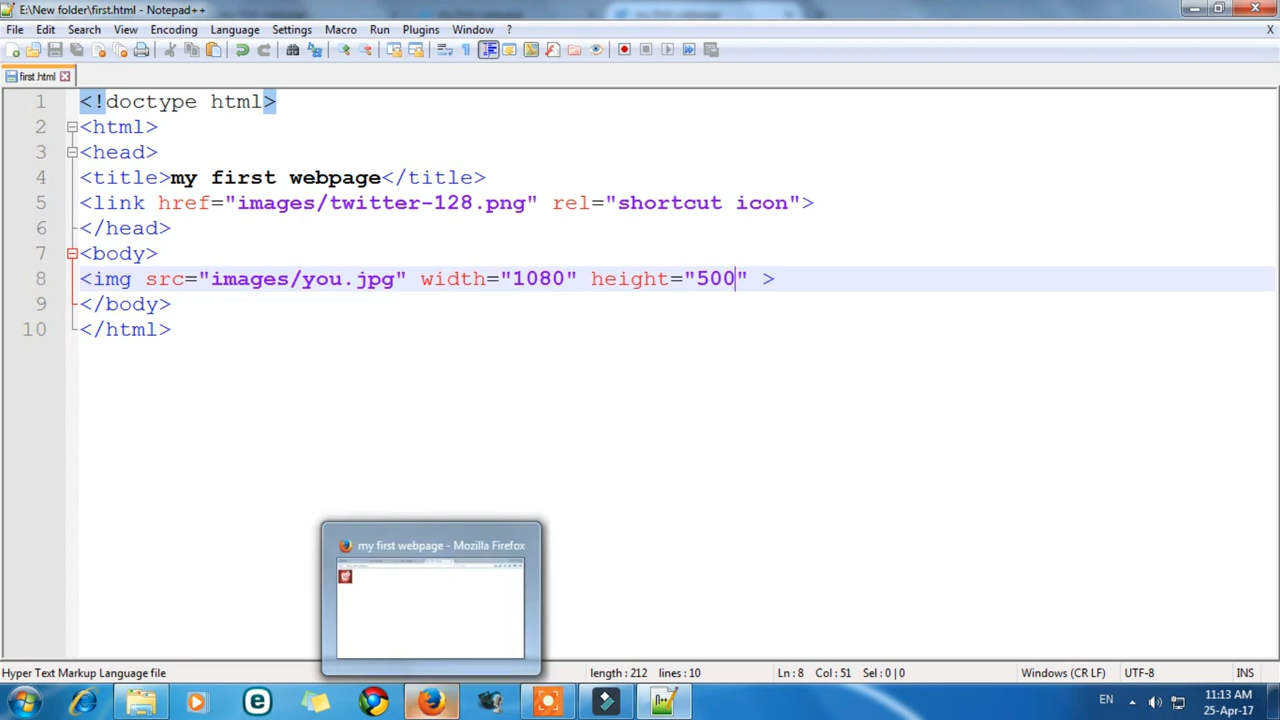 E:\New folder\first.html - Notepad++
File Edit Search View Encoding Language Settings Macro Run Plugins Window ? X
first.html
1 <!doctype html>
2 <html>
3 <head>
4 <title>my first webpage</title>
5 <link href="images/twitter-128.png" rel="shortcut icon">
6 </head>
7 <body>
8 <img src="images/you.jpg" width="1080" height="500" >
9 </body>
10 </html>
my first webpage - Mozilla Firefox
Hyper Text Markup Language file length : 212 lines : 10 Ln : 8 Col : 51 Sel : 0 | 0 Windows (CR LF) UTF-8 INS
EN 11:13 AM
25-Apr-17